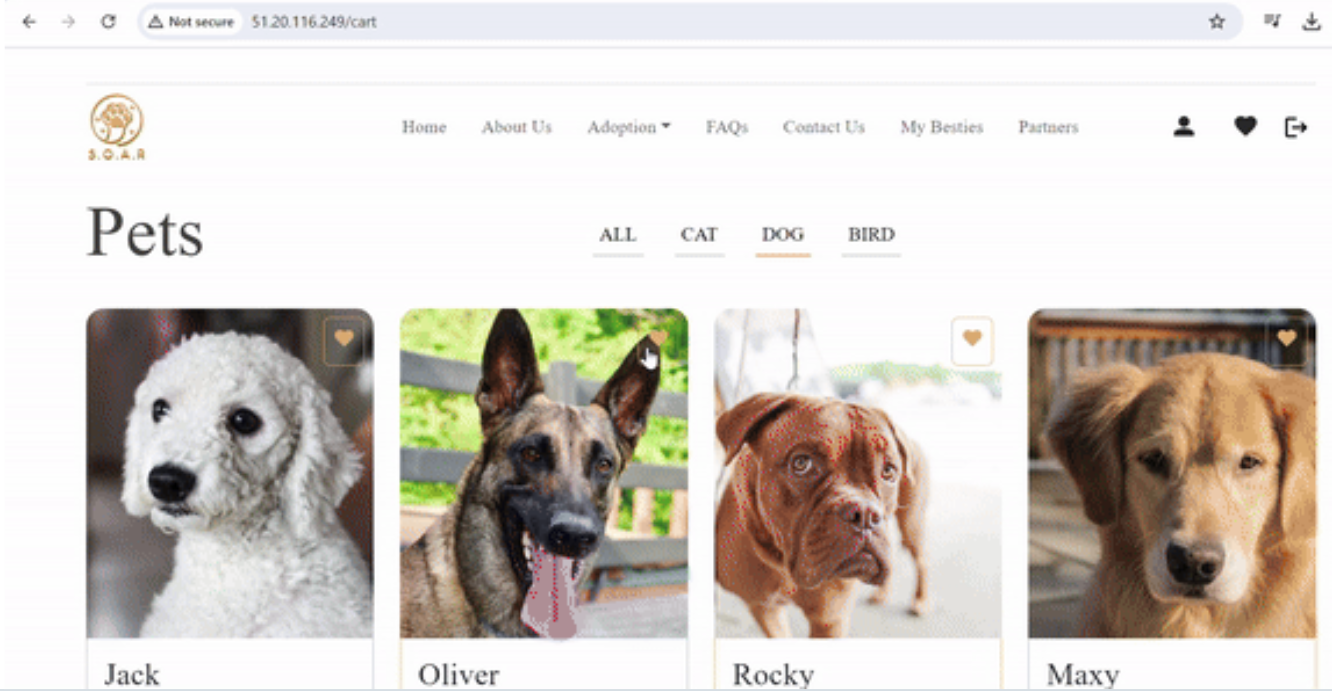 Not secure 51.20.116.249/cart
Home About Us Adoption FAQs Contact Us My Besties Partners
S.O.A.R
Pets ALL CAT DOG BIRD
Jack Oliver Rocky Maxy